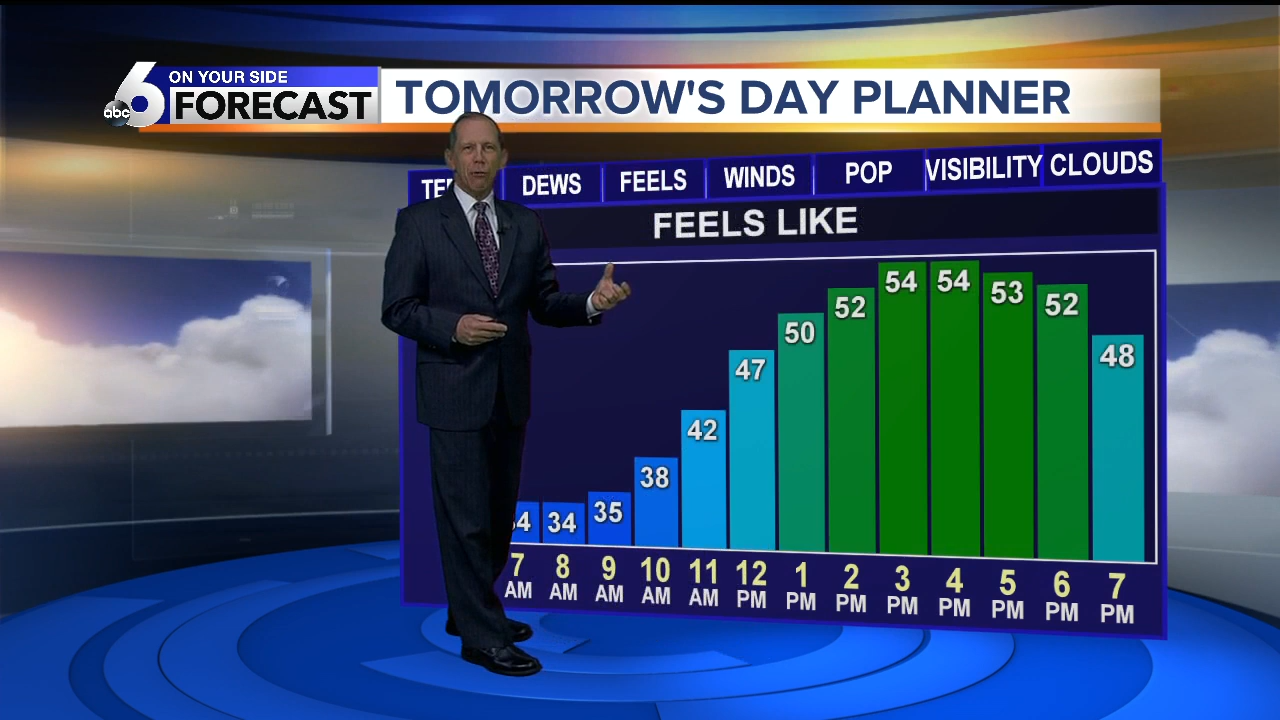 abc 6
ON YOUR SIDE
FORECAST
TOMORROW'S DAY PLANNER
DEWS FEELS WINDS POP VISIBILITY CLOUDS
FEELS LIKE
34 35 38 42 47 50 52 54 54 53 52 48
7 8 9 10 11 12 1 2 3 4 5 6 7
AM AM AM AM AM PM PM PM PM PM PM PM PM